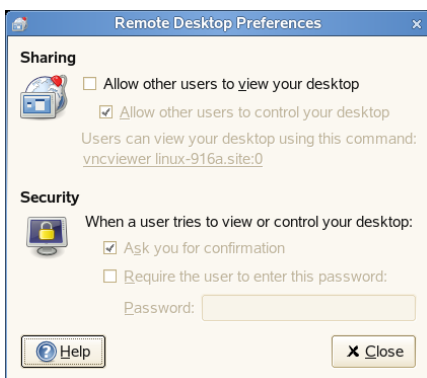 Remote Desktop Preferences
Sharing
Allow other users to view your desktop
Allow other users to control your desktop
Users can view your desktop using this command:
vncviewer linux-916a.site:0
Security
When a user tries to view or control your desktop:
Ask you for confirmation
Require the user to enter this password:
Password:
Help
Close